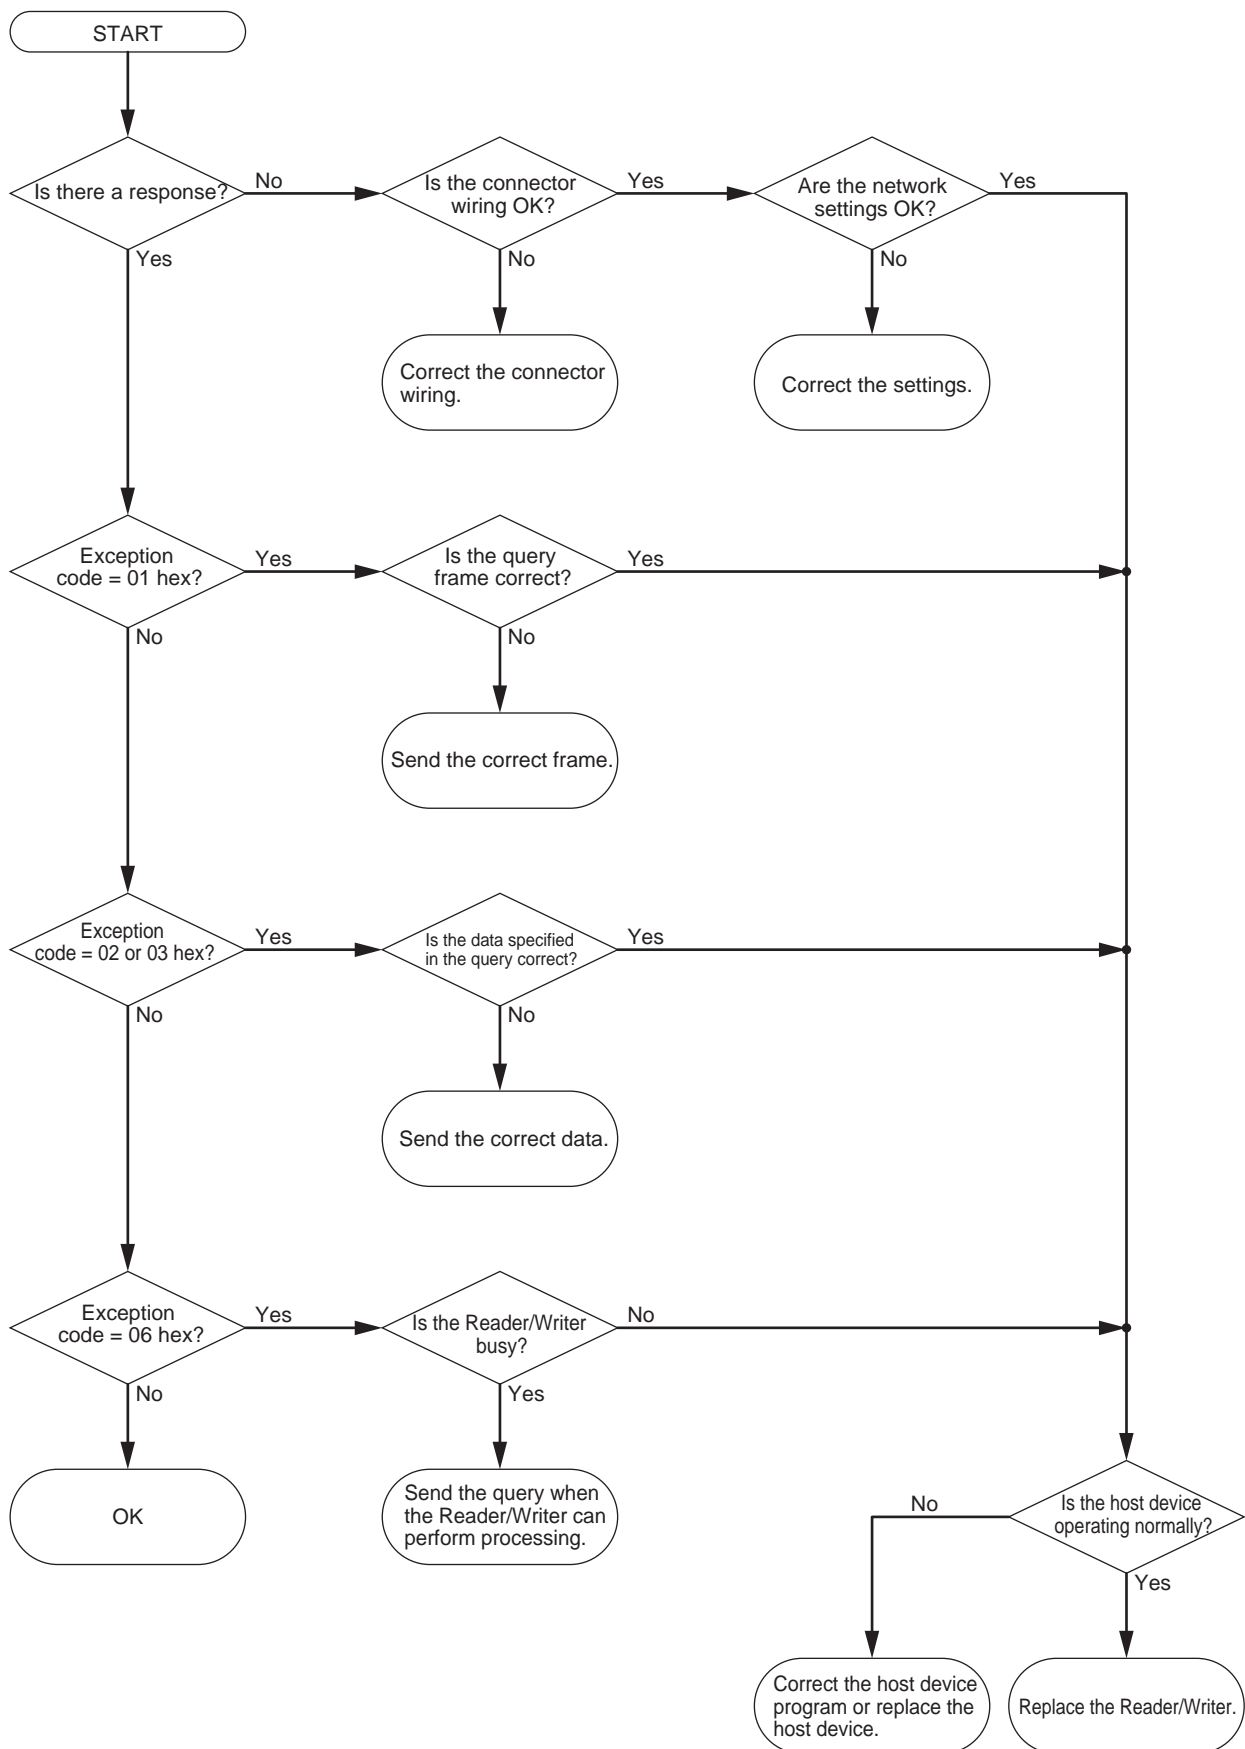 START
Is there a response?
No
Is the connector
wiring OK?
Yes
Are the network
settings OK?
Yes
Yes
No
No
Correct the connector
wiring.
Correct the settings.
Exception
code = 01 hex?
Yes
Is the query
frame correct?
Yes
No
No
Send the correct frame.
Exception
code = 02 or 03 hex?
Yes
Is the data specified
in the query correct?
Yes
No
No
Send the correct data.
Exception
code = 06 hex?
Yes
Is the Reader/Writer
busy?
No
No
Yes
OK
Send the query when
the Reader/Writer can
perform processing.
No
Is the host device
operating normally?
Yes
Correct the host device
program or replace the
host device.
Replace the Reader/Writer.